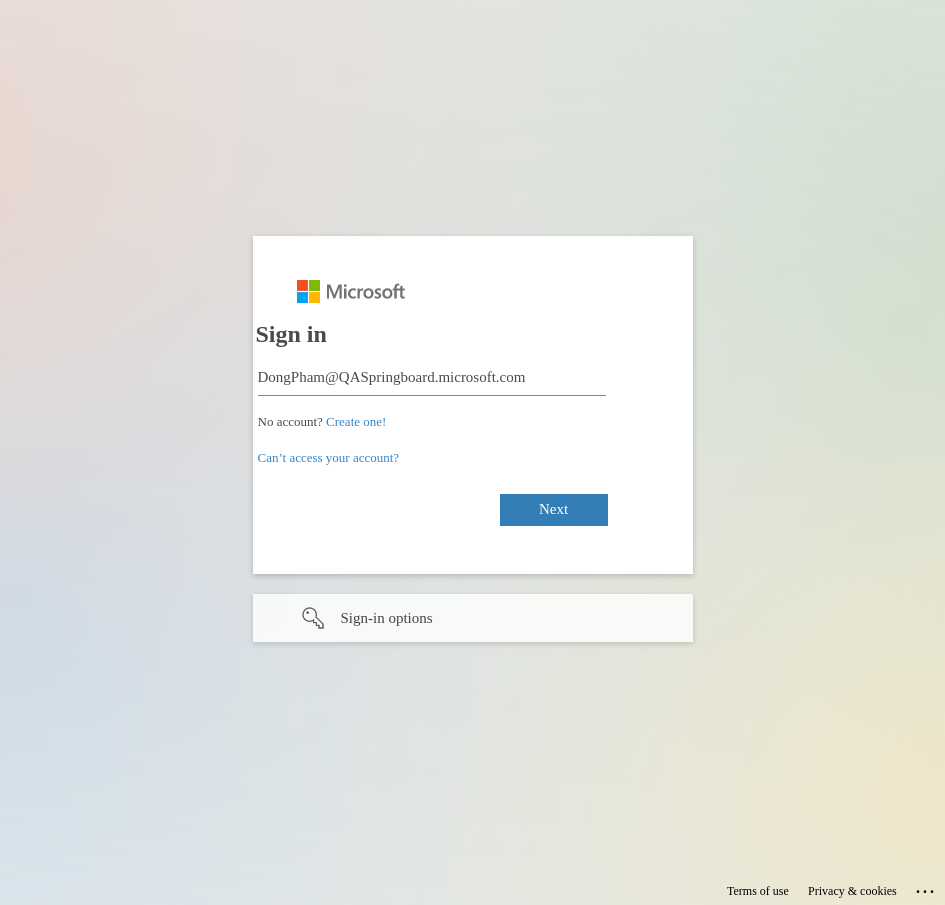 Microsoft
Sign in
DongPham@QASpringboard.microsoft.com
No account? Create one!
Can’t access your account?
Next
Sign-in options
Terms of use Privacy & cookies ...